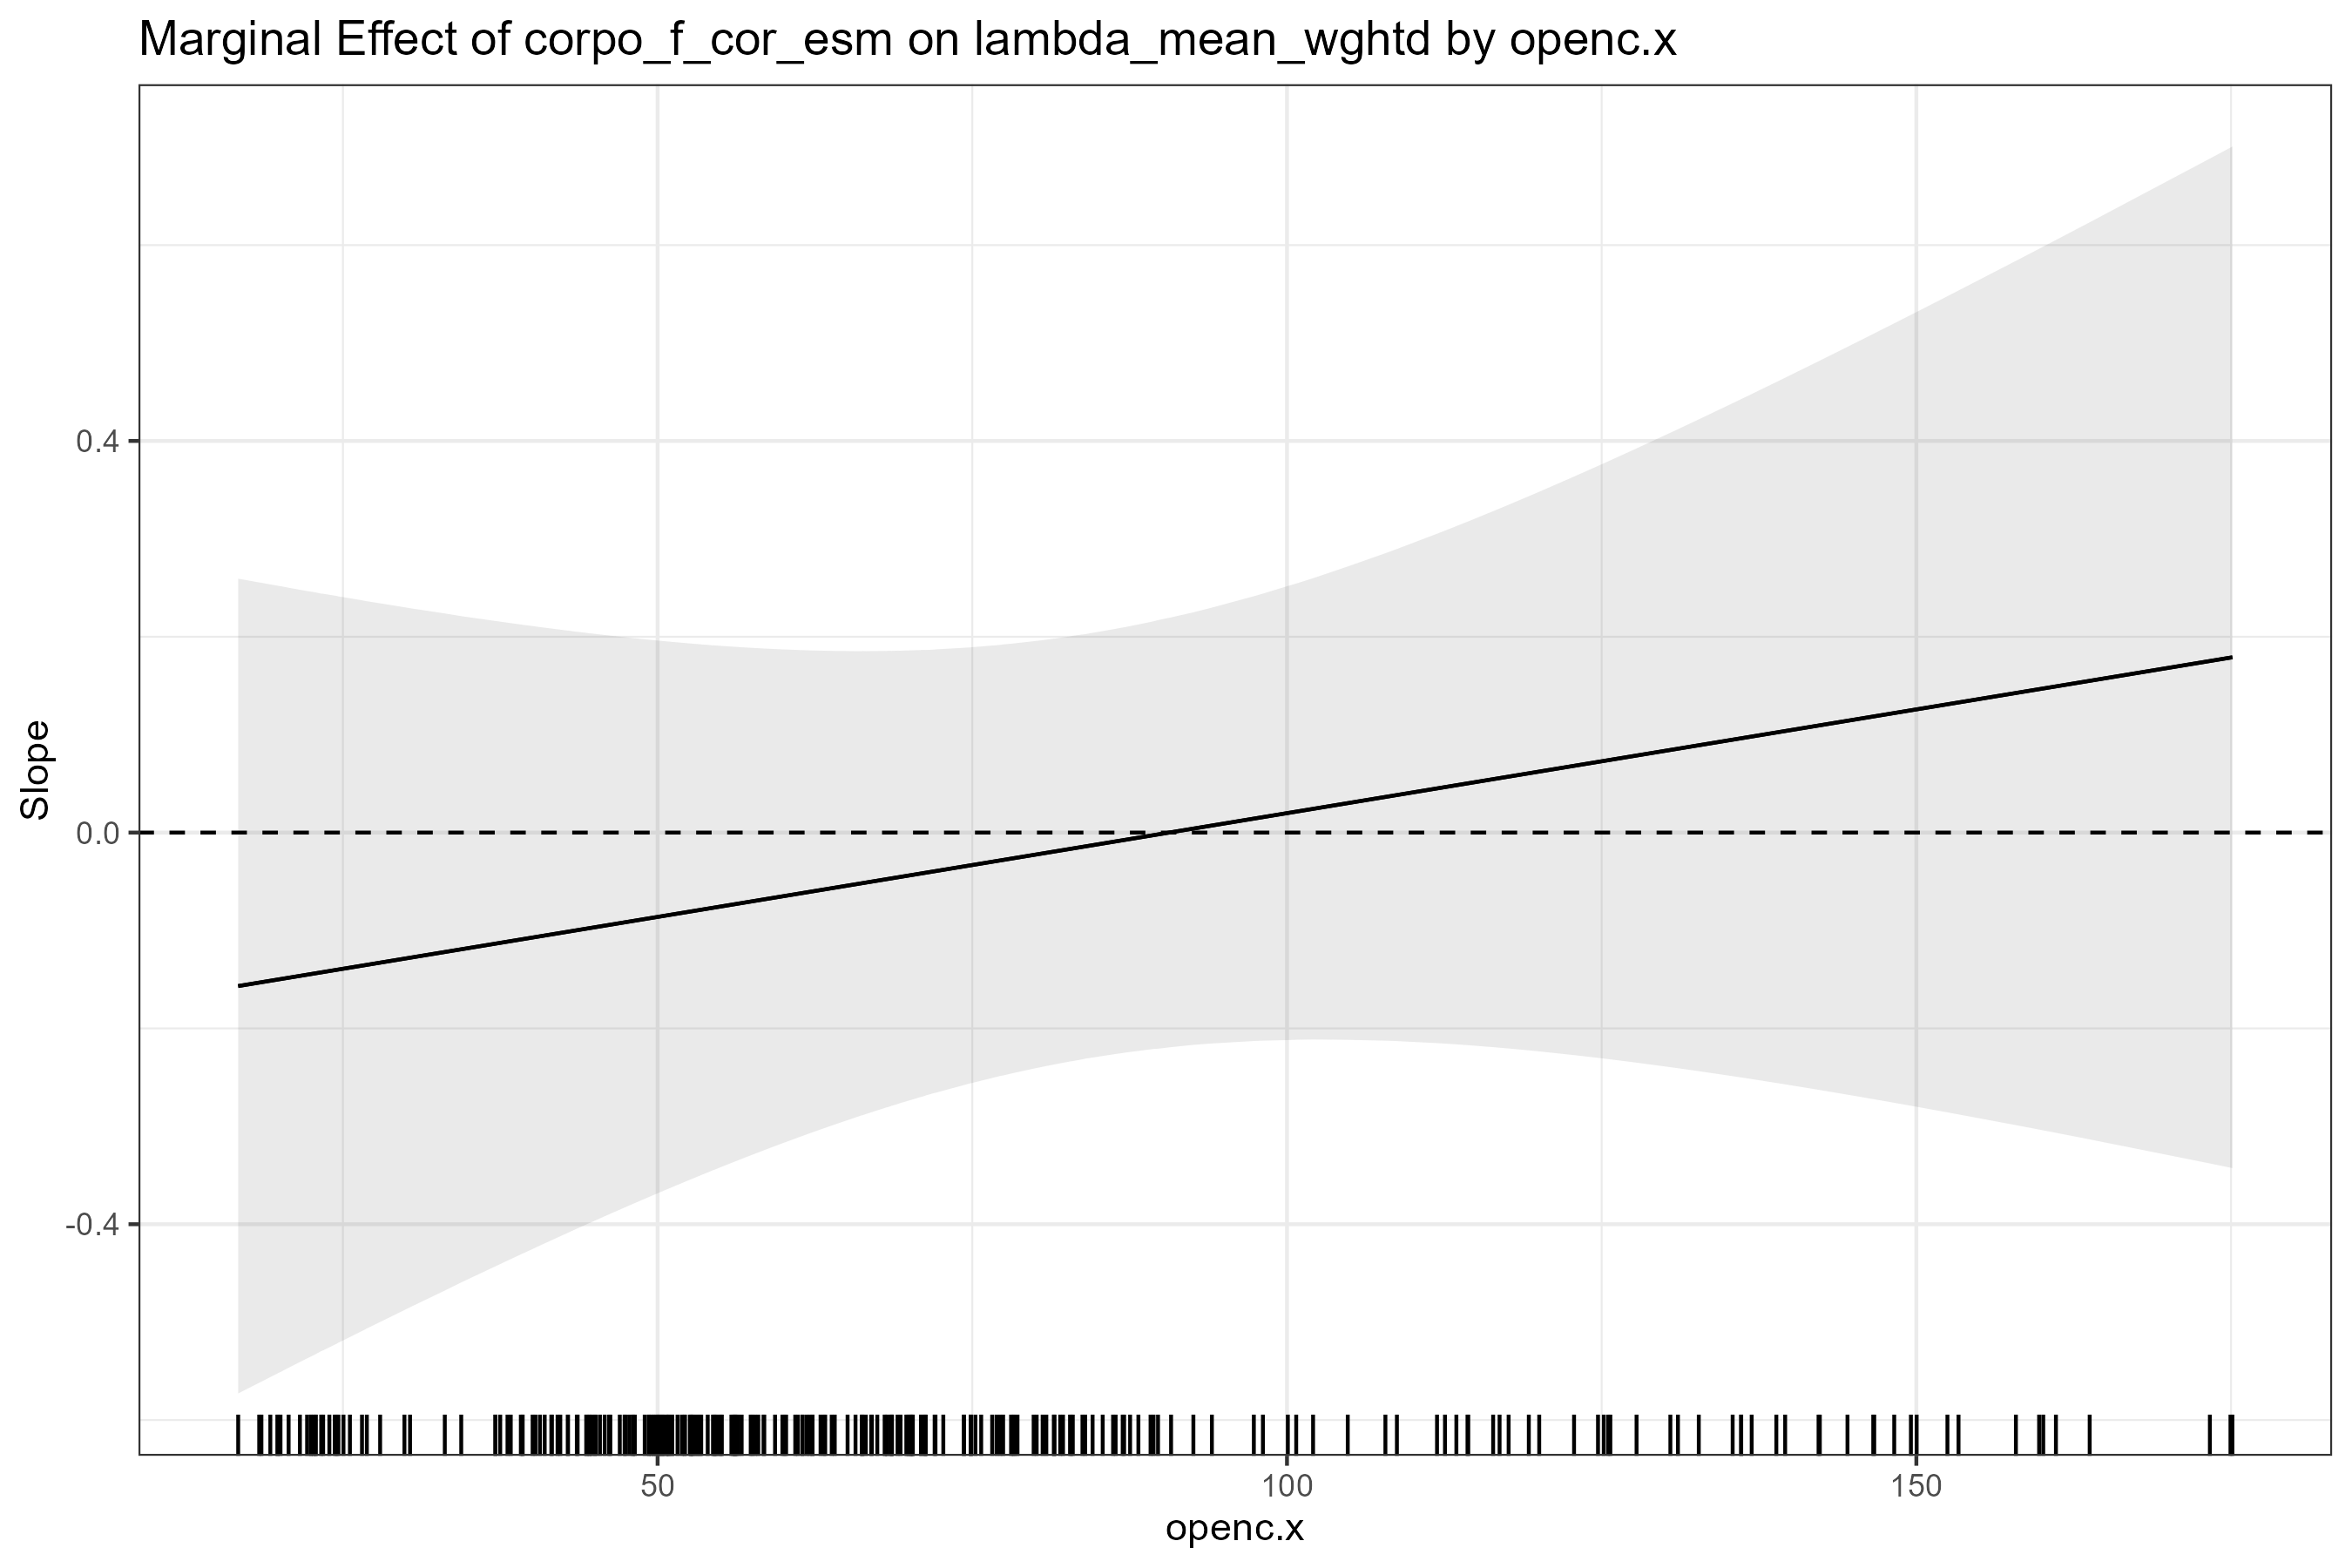 Marginal Effect of corpo_f_cor_esm on lambda_mean_wghtd by openc.x
0.4
0.0
-0.4
Slope
50 100 150
openc.x